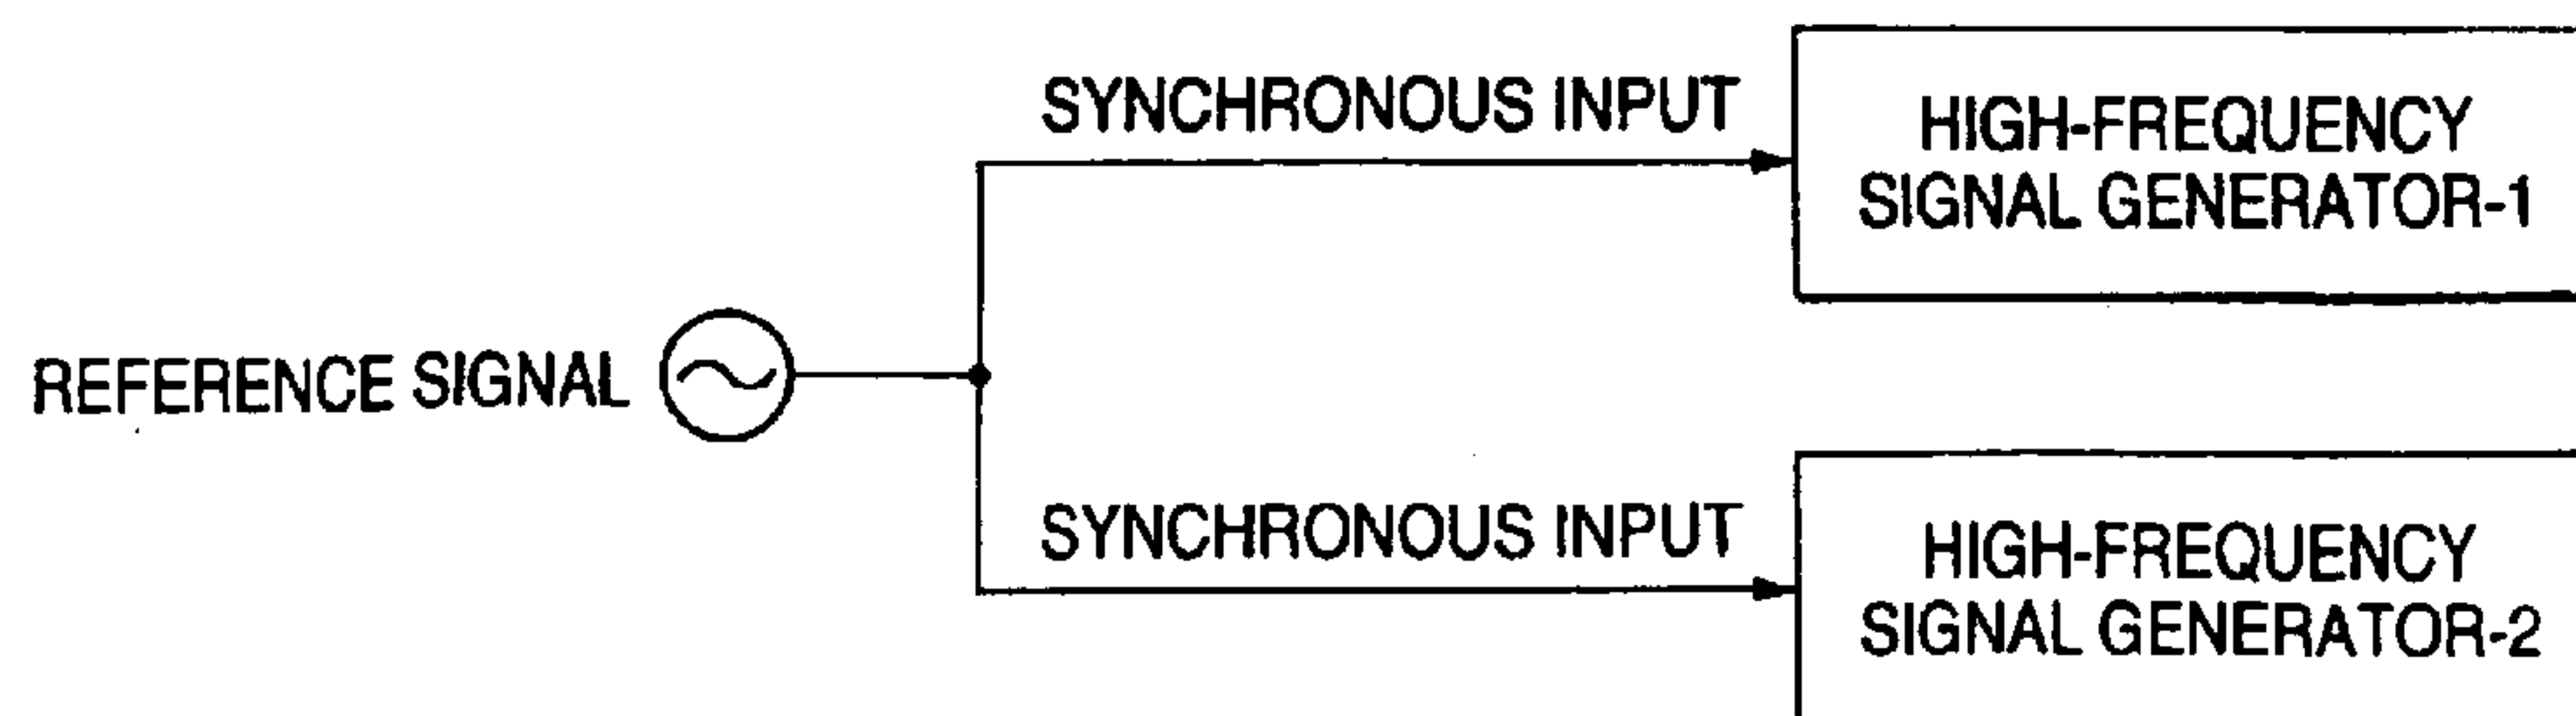 SYNCHRONOUS INPUT
HIGH-FREQUENCY
SIGNAL GENERATOR-1
REFERENCE SIGNAL
SYNCHRONOUS INPUT
HIGH-FREQUENCY
SIGNAL GENERATOR-2